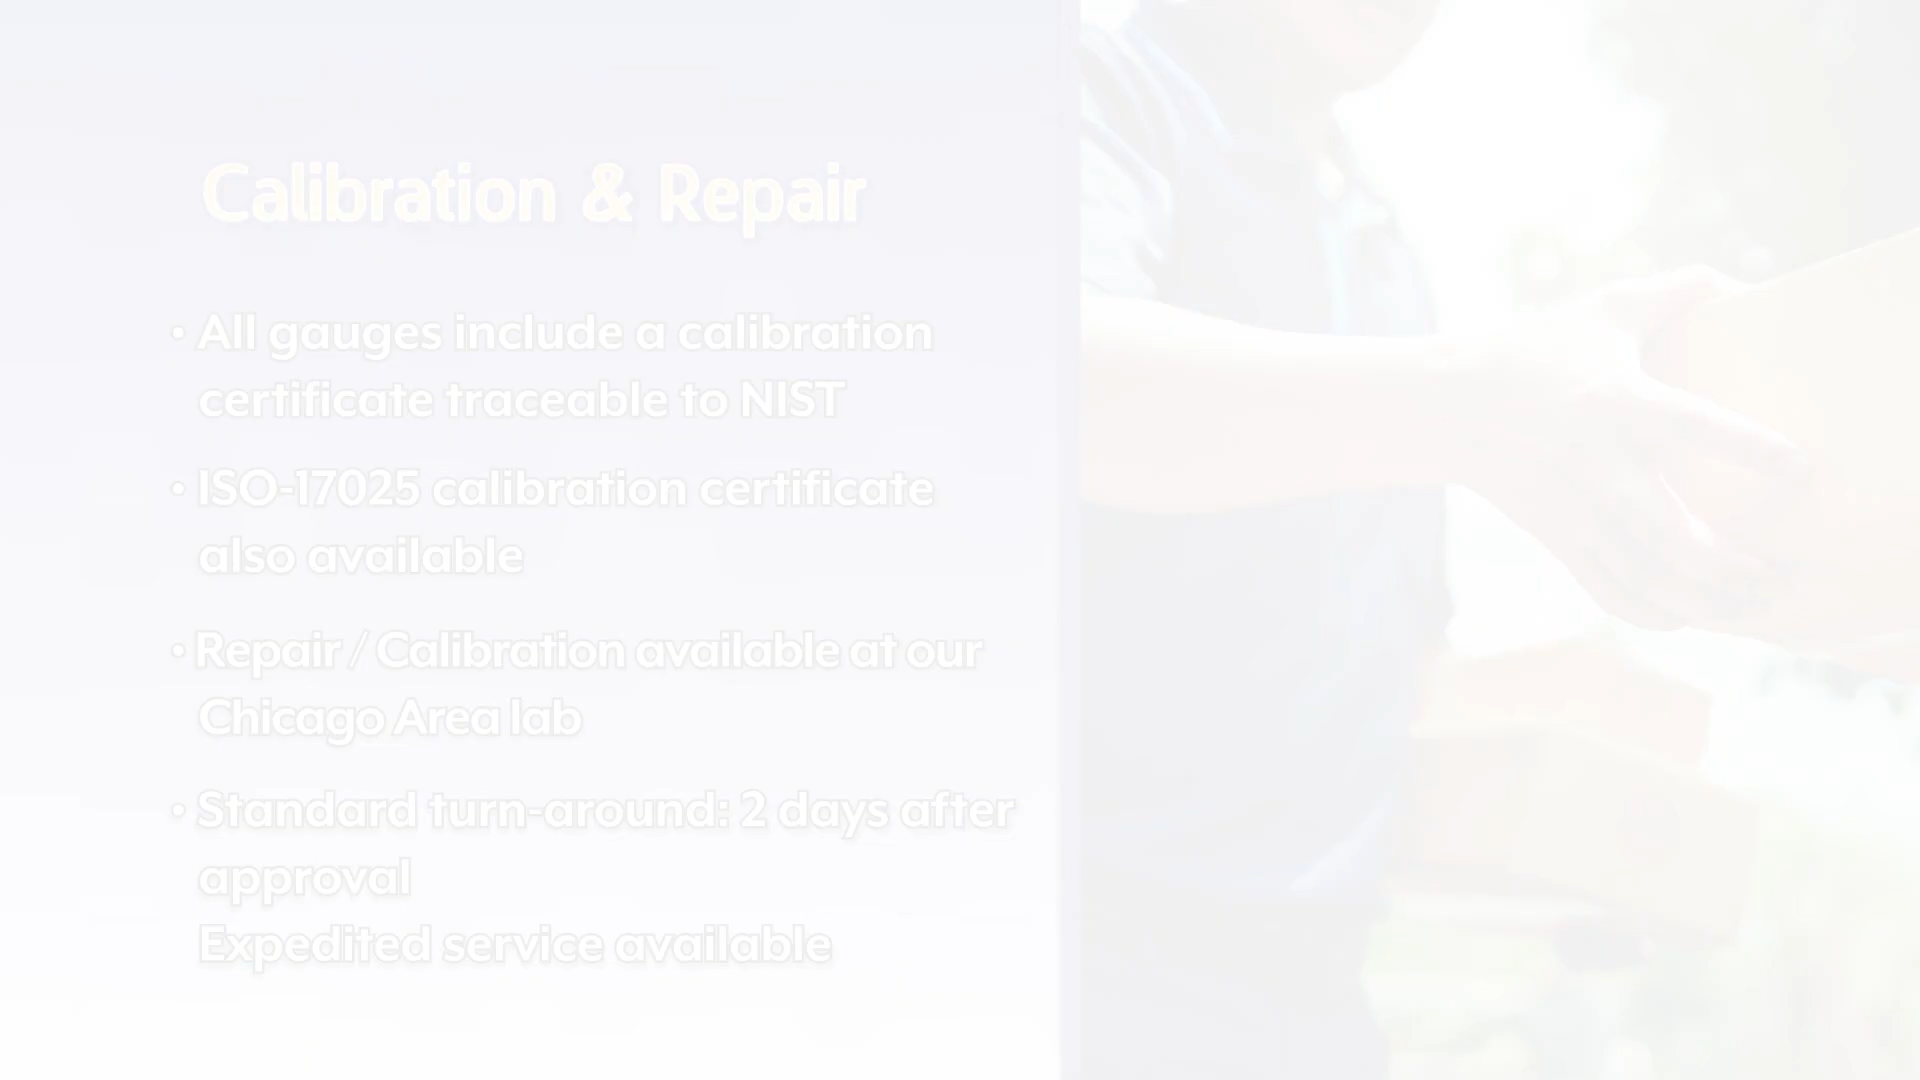 Calibration & Repair
• All gauges include a calibration
certificate traceable to NIST
• ISO-17025 calibration certificate
also available
• Repair / Calibration available at our
Chicago Area lab
• Standard turn-around: 2 days after
approval
Expedited service available